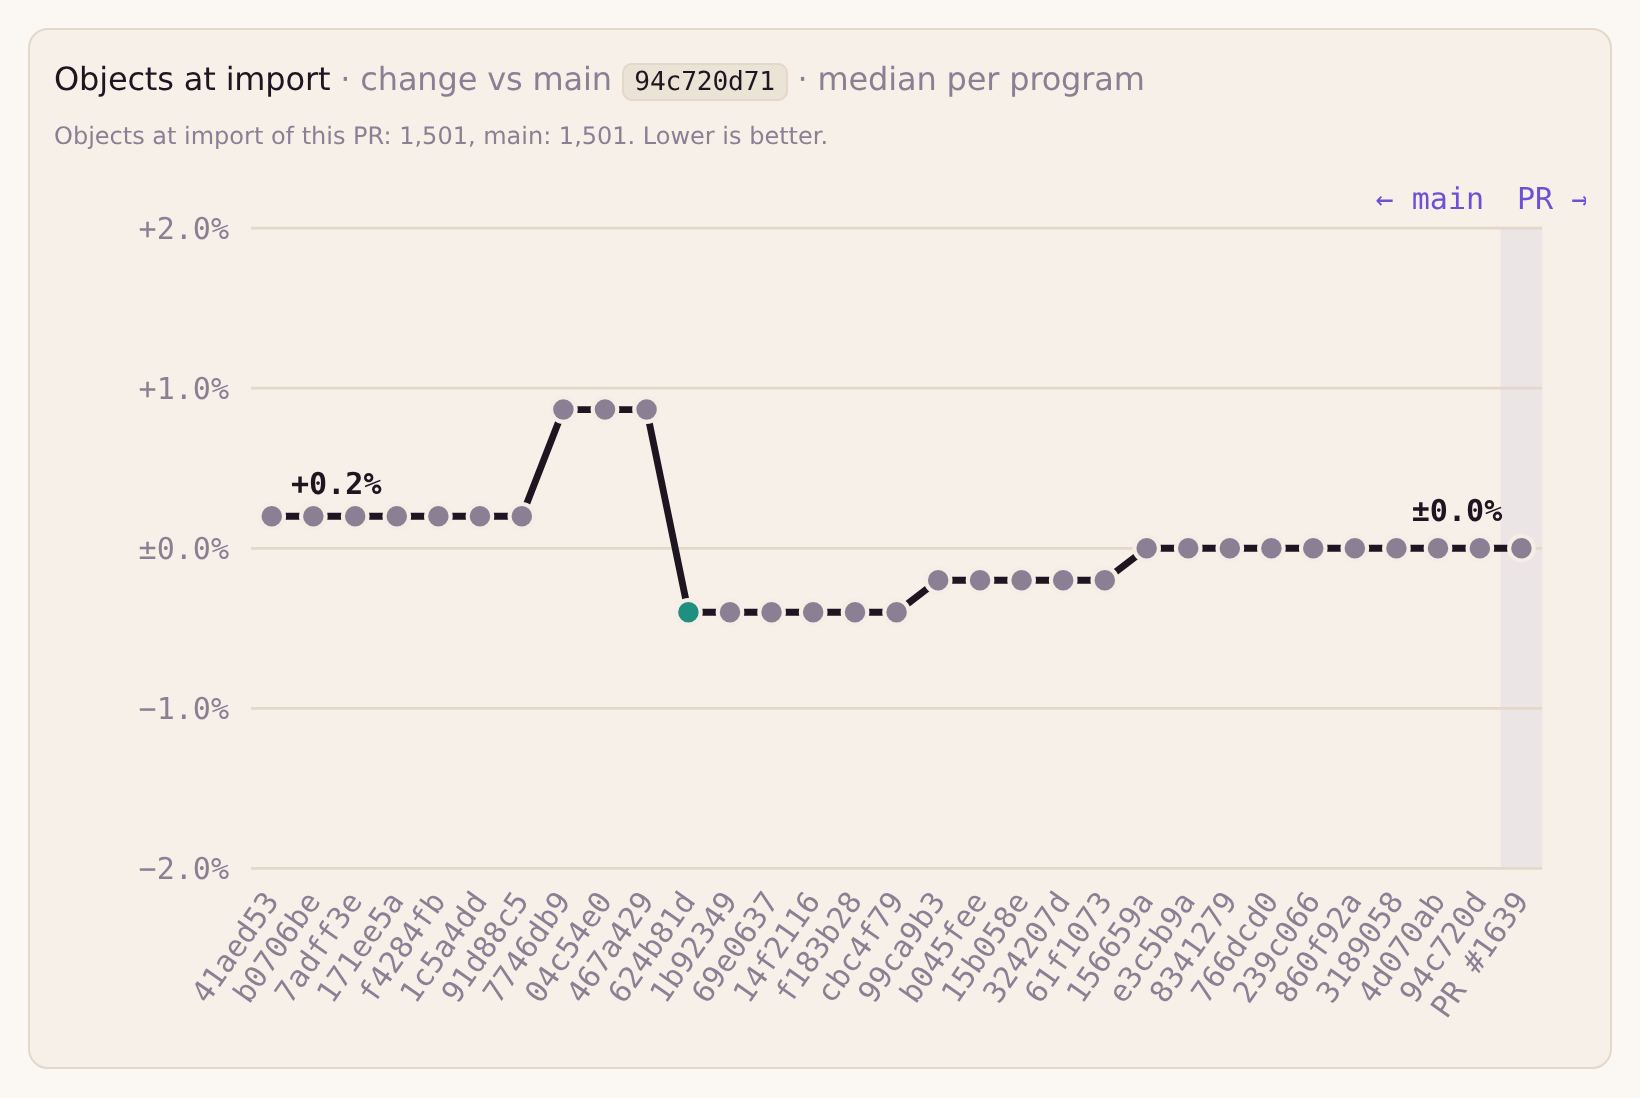 Objects at import · change vs main 94c720d71 · median per program
Objects at import of this PR: 1,501, main: 1,501. Lower is better.
← main PR →
+2.0%
+1.0%
±0.0%
−1.0%
−2.0%
+0.2%
±0.0%
41aed53
b0706be
7adff3e
171ee5a
f4284fb
1c5a4dd
91d88c5
7746db9
04c54e0
467a429
624b81d
1b92349
69e0637
14f2116
f183b28
cbc4f79
99ca9b3
b045fee
15b058e
324207d
61f1073
156659a
e3c5b9a
8341279
766dcd0
239c066
860f92a
3189058
4d070ab
94c720d
PR #1639